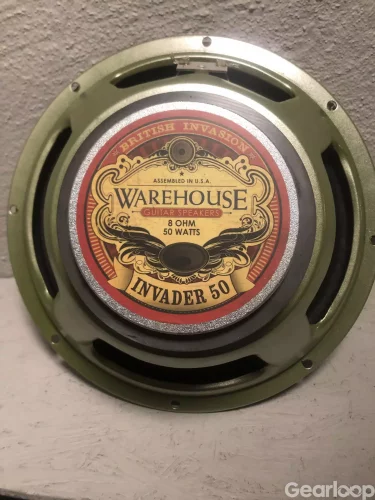 BRITISH INVASION
ASSEMBLED IN U.S.A.
WAREHOUSE
GUITAR SPEAKERS
8 OHM
50 WATTS
INVADER 50
Gearloop